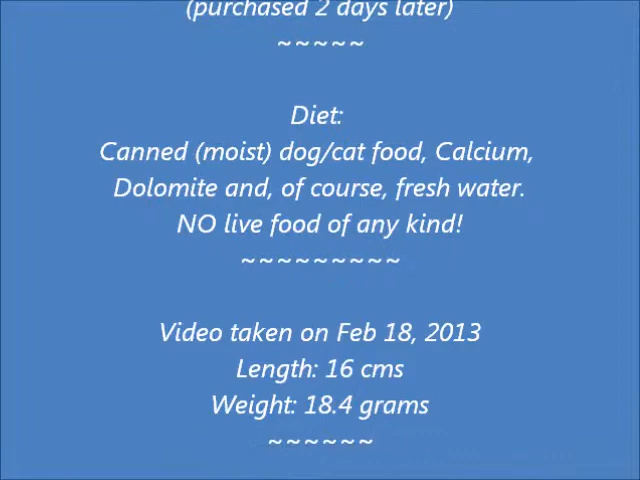 (purchased 2 days later)
~~~~~
Diet:
Canned (moist) dog/cat food, Calcium,
Dolomite and, of course, fresh water.
NO live food of any kind!
~~~~~~~~~
Video taken on Feb 18, 2013
Length: 16 cms
Weight: 18.4 grams
~~~~~~